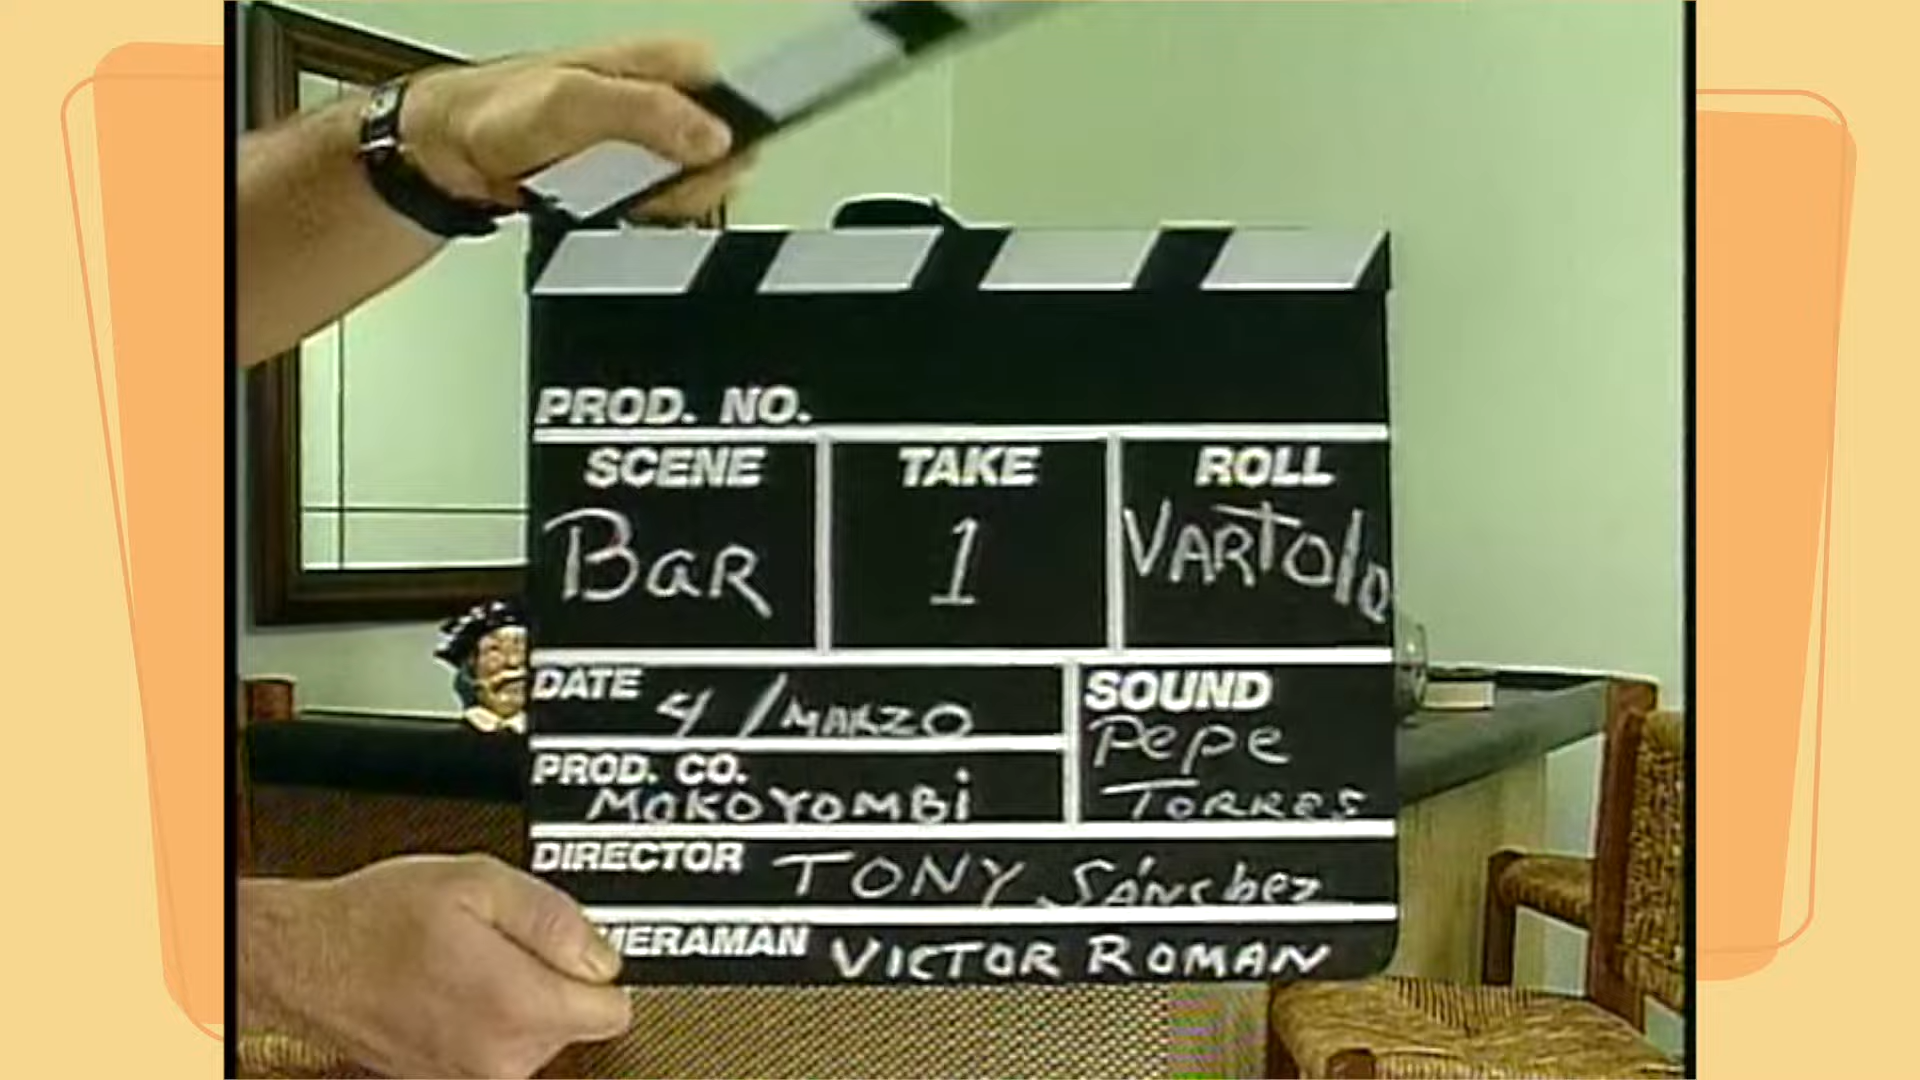 PROD. NO.
SCENE TAKE ROLL
BaR 1 VARTOlo
DATE 4 / MARZO
SOUND
Pepe
TORRES
PROD. CO.
MOKOYOMBi
DIRECTOR TONY Sánchez
MERAMAN VICTOR ROMAN